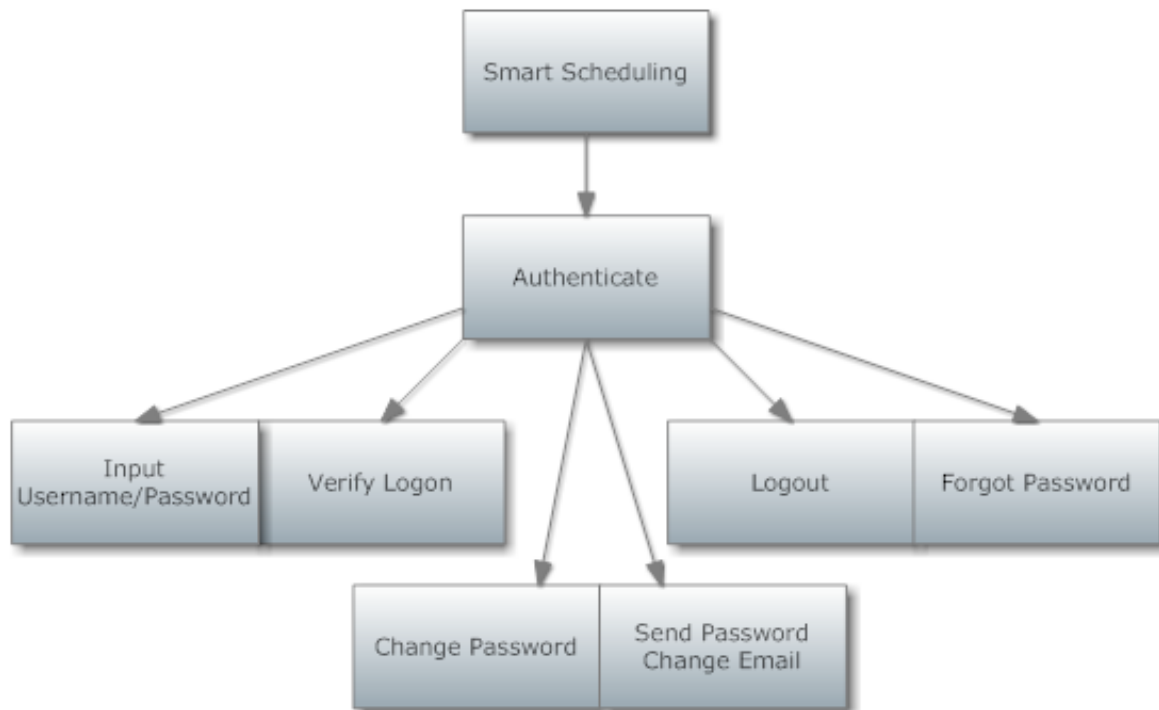 Smart Scheduling
Authenticate
Input
Username/Password
Verify Logon
Logout
Forgot Password
Change Password
Send Password
Change Email